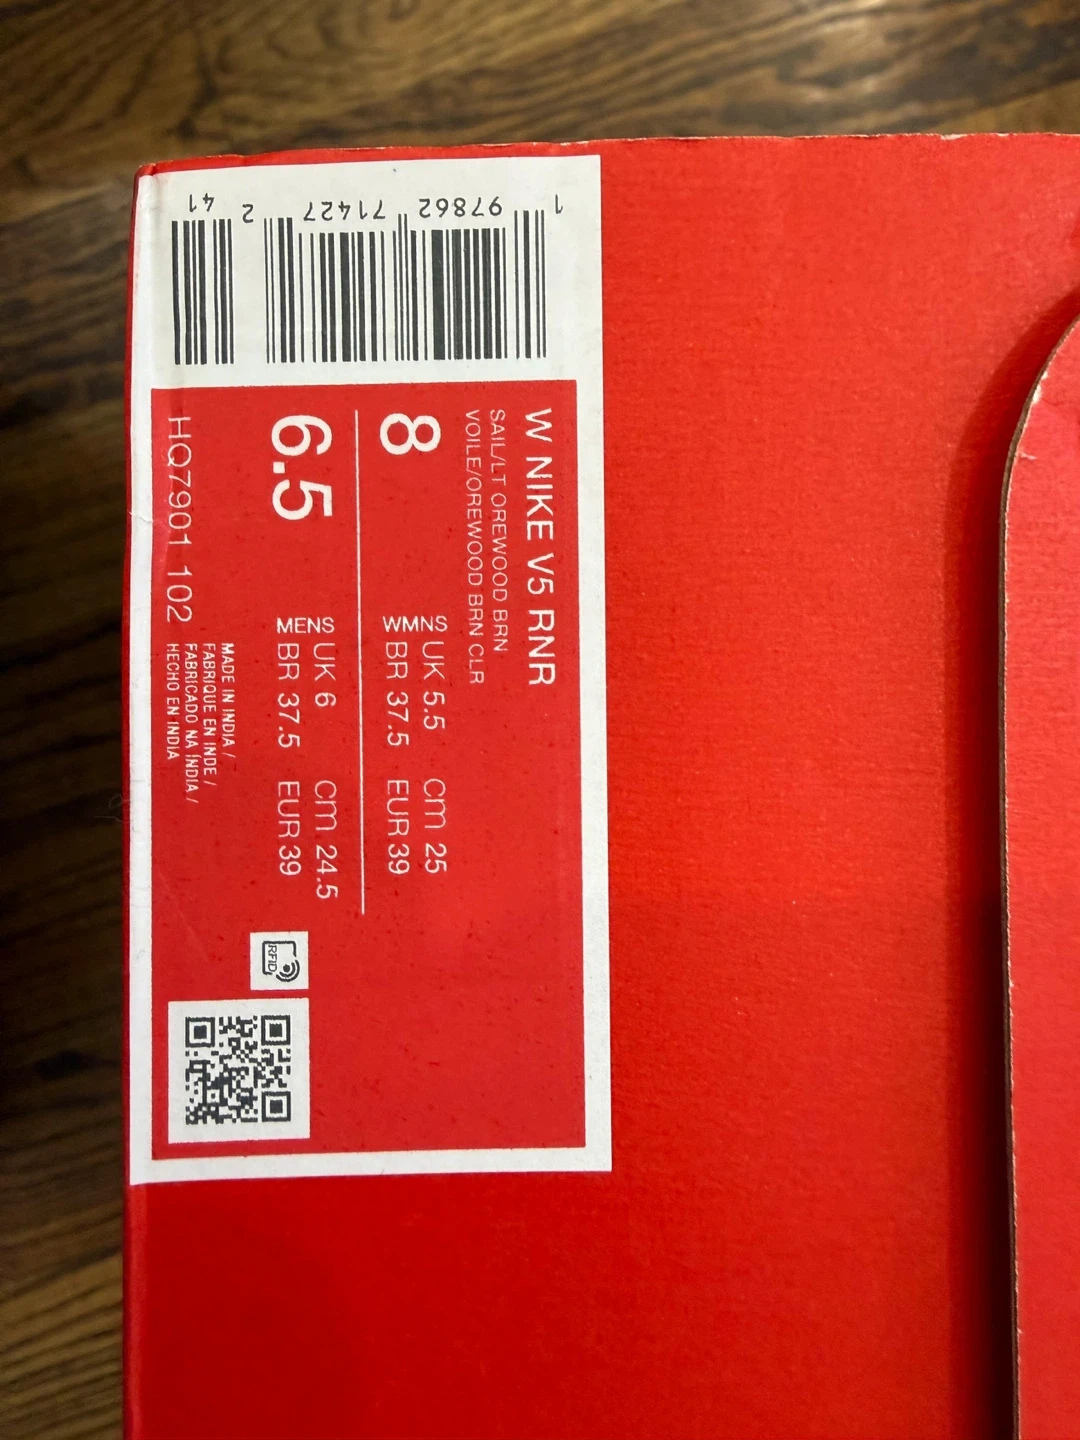 W NIKE V5 RNR
SAIL/LT OREWOOD BRN
VOILE/OREWOOD BRN CLR
8
WMNS
UK 5.5 cm 25
BR 37.5 EUR 39
6.5
MENS
UK 6 cm 24.5
BR 37.5 EUR 39
HQ7901 102
MADE IN INDIA /
FABRIQUE EN INDE /
FABRICADO NA ÍNDIA /
HECHO EN INDIA
RFID
1 97862 71427 2 41